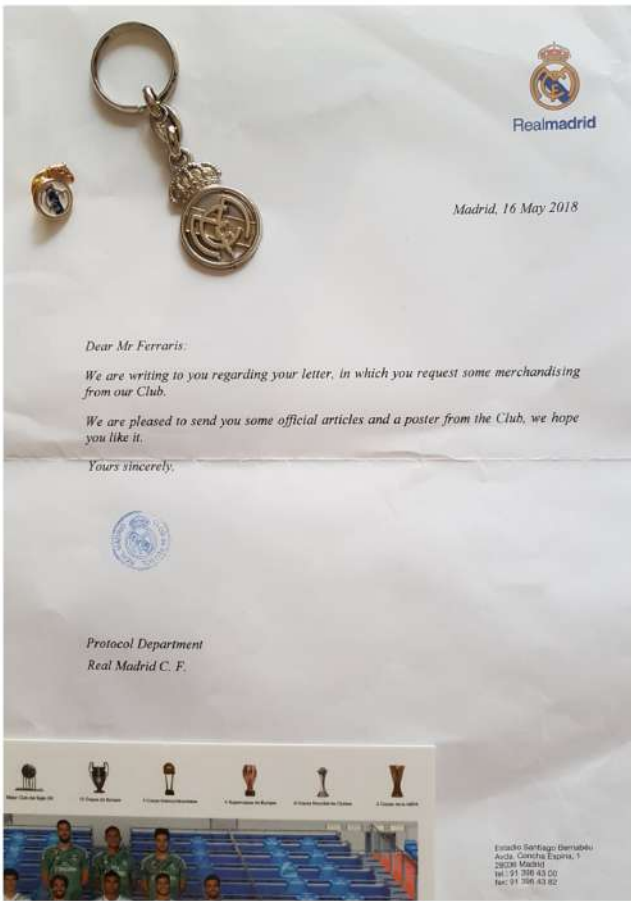 Realmadrid
Madrid, 16 May 2018
Dear Mr Ferraris:
We are writing to you regarding your letter, in which you request some merchandising
from our Club.
We are pleased to send you some official articles and a poster from the Club, we hope
you like it.
Yours sincerely,
Protocol Department
Real Madrid C. F.
Estadio Santiago Bernabéu
Avda. Concha Espina, 1
28036 Madrid
tel.: 91 398 43 00
fax: 91 398 43 82